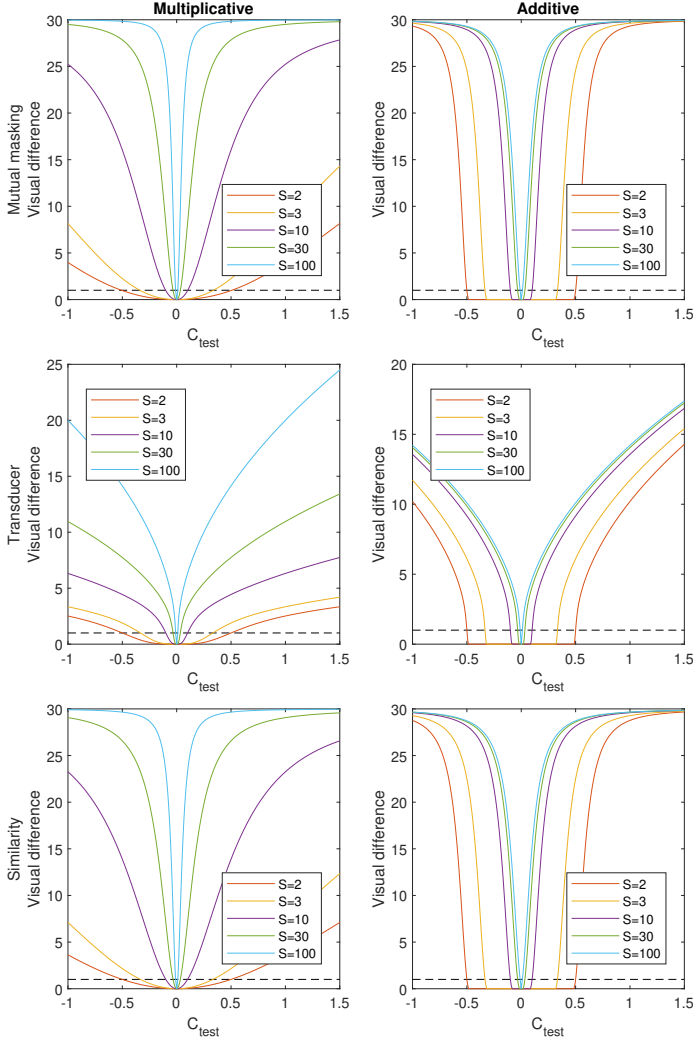 Multiplicative
Additive
Mutual masking
Visual difference
30
25
20
15
10
5
0
-1 -0.5 0 0.5 1 1.5
C_test
S=2
S=3
S=10
S=30
S=100
Visual difference
30
25
20
15
10
5
0
-1 -0.5 0 0.5 1 1.5
C_test
S=2
S=3
S=10
S=30
S=100
Transducer
Visual difference
25
20
15
10
5
0
-1 -0.5 0 0.5 1 1.5
C_test
S=2
S=3
S=10
S=30
S=100
Visual difference
20
15
10
5
0
-1 -0.5 0 0.5 1 1.5
C_test
S=2
S=3
S=10
S=30
S=100
Similarity
Visual difference
30
25
20
15
10
5
0
-1 -0.5 0 0.5 1 1.5
C_test
S=2
S=3
S=10
S=30
S=100
Visual difference
30
25
20
15
10
5
0
-1 -0.5 0 0.5 1 1.5
C_test
S=2
S=3
S=10
S=30
S=100